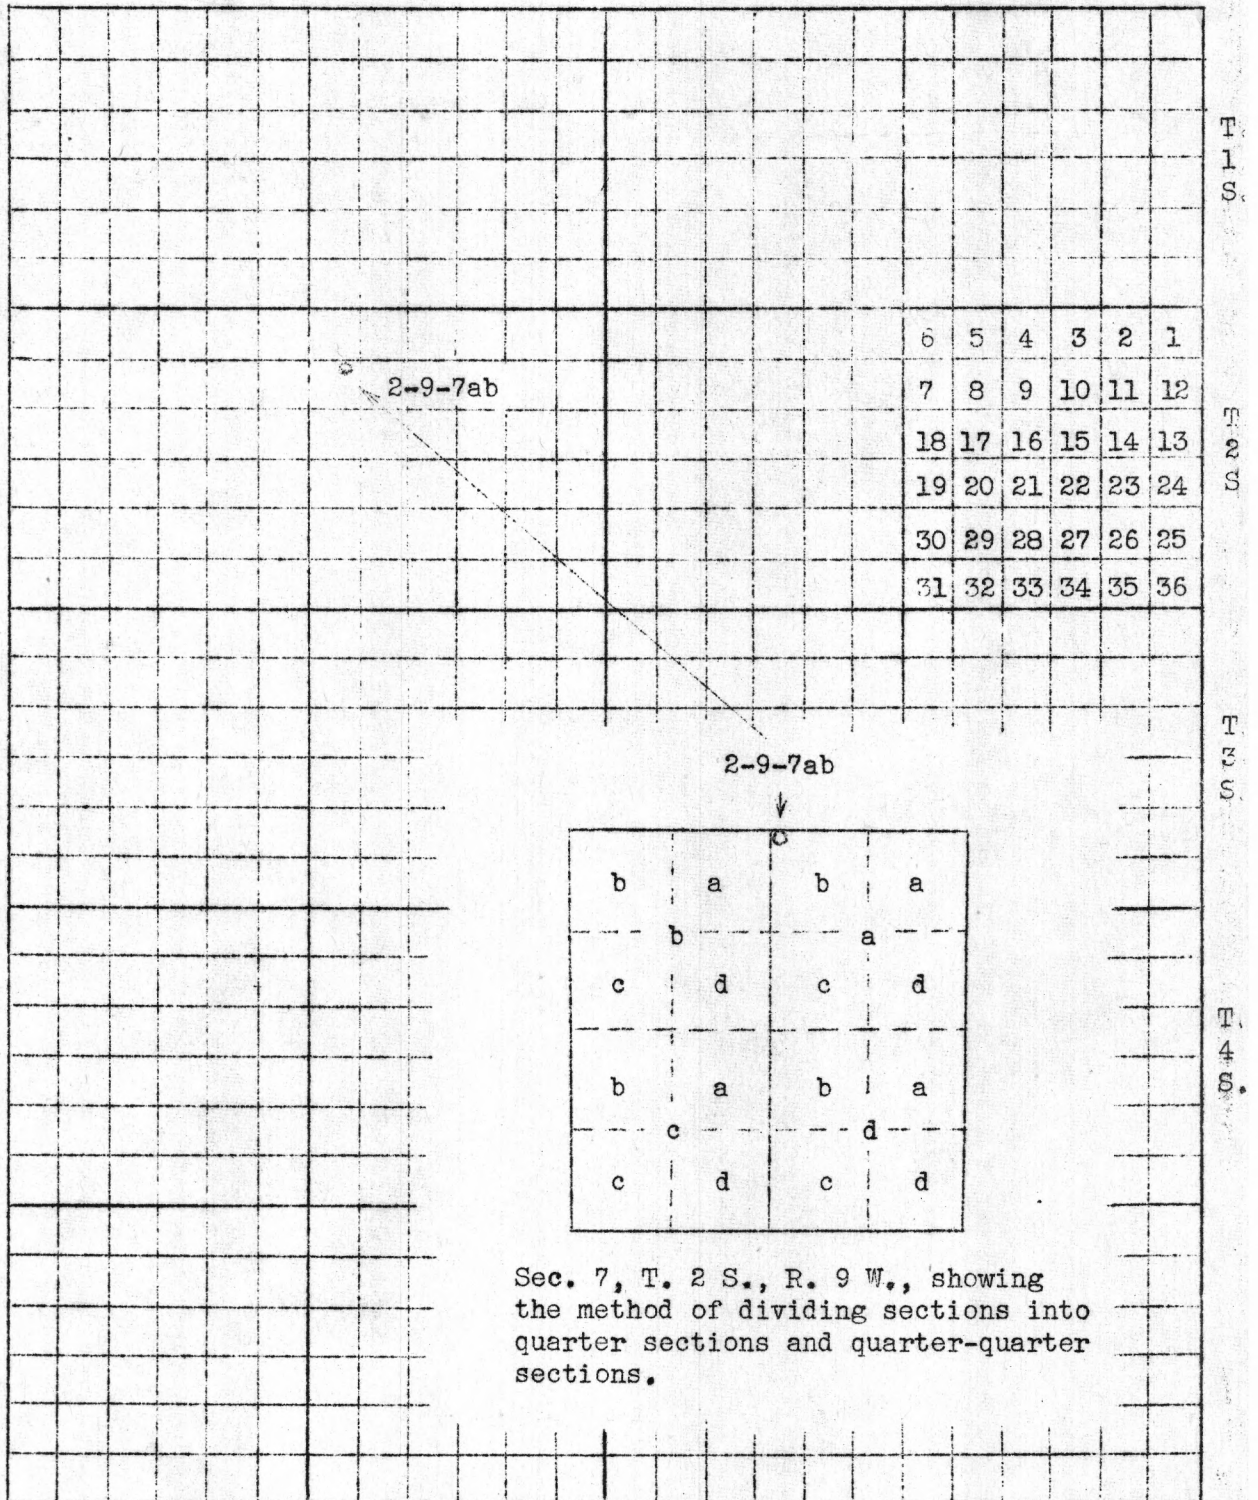 T
1
S.
6 5 4 3 2 1
2-9-7ab
7 8 9 10 11 12
T
2
S
18 17 16 15 14 13
19 20 21 22 23 24
30 29 28 27 26 25
31 32 33 34 35 36
T
3
S.
2-9-7ab
b a b a
b a
c d c d
T.
4
S.
b a b a
c d
c d c d
Sec. 7, T. 2 S., R. 9 W., showing
the method of dividing sections into
quarter sections and quarter-quarter
sections.